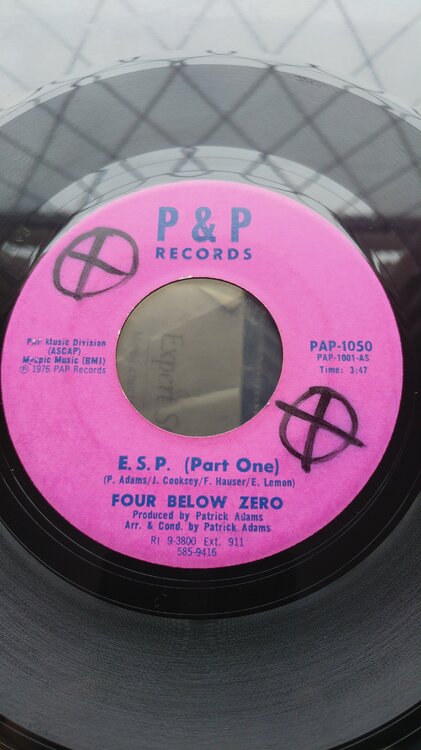 P & P
RECORDS
Music Division
(ASCAP)
Myopic Music (BMI)
℗ 1976 PAP Records
PAP-1050
PAP-1001-AS
Time: 3:47
E.S.P. (Part One)
(P. Adams/J. Cooksey/F. Hauser/E. Lemon)
FOUR BELOW ZERO
Produced by Patrick Adams
Arr. & Cond. by Patrick Adams
RI 9-3800 Ext. 911
585-9416